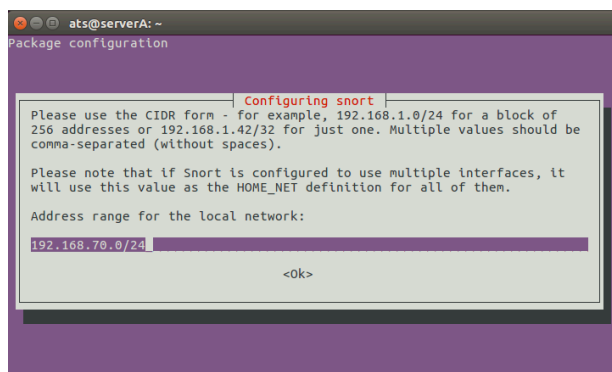 ats@serverA: ~
Package configuration
Configuring snort
Please use the CIDR form - for example, 192.168.1.0/24 for a block of
256 addresses or 192.168.1.42/32 for just one. Multiple values should be
comma-separated (without spaces).
Please note that if Snort is configured to use multiple interfaces, it
will use this value as the HOME_NET definition for all of them.
Address range for the local network:
192.168.70.0/24
<Ok>